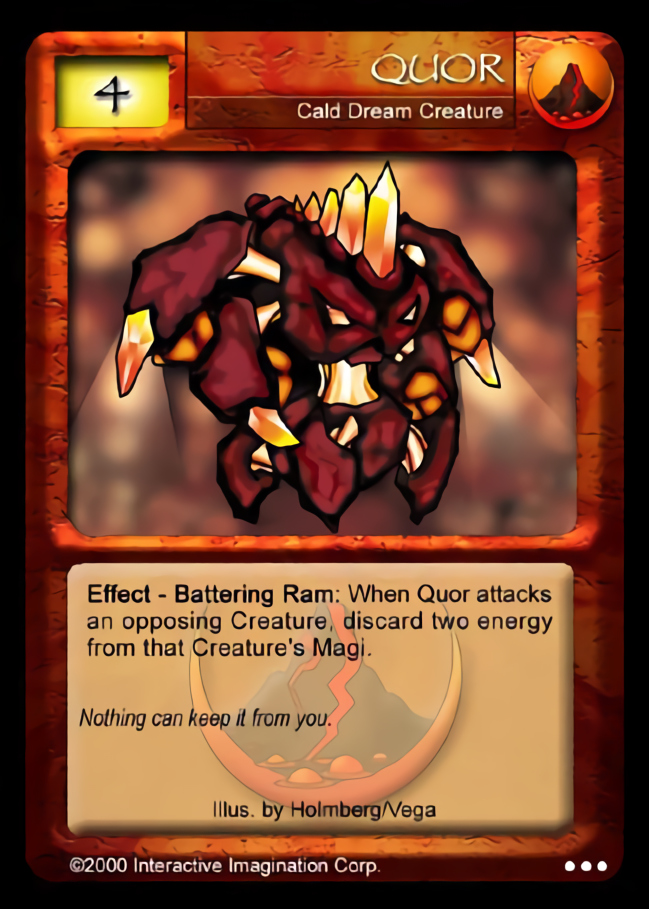 4
QUOR
Cald Dream Creature
Effect - Battering Ram: When Quor attacks
an opposing Creature, discard two energy
from that Creature's Magi.
Nothing can keep it from you.
Illus. by Holmberg/Vega
©2000 Interactive Imagination Corp.